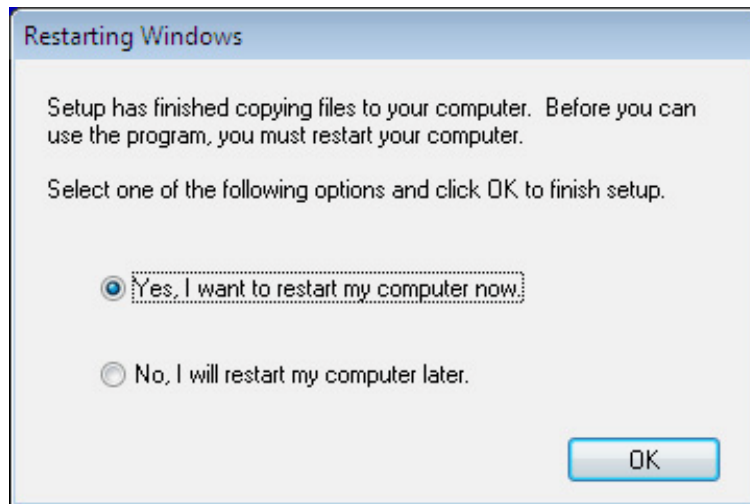 Restarting Windows
Setup has finished copying files to your computer.  Before you can
use the program, you must restart your computer.
Select one of the following options and click OK to finish setup.
Yes, I want to restart my computer now.
No, I will restart my computer later.
OK